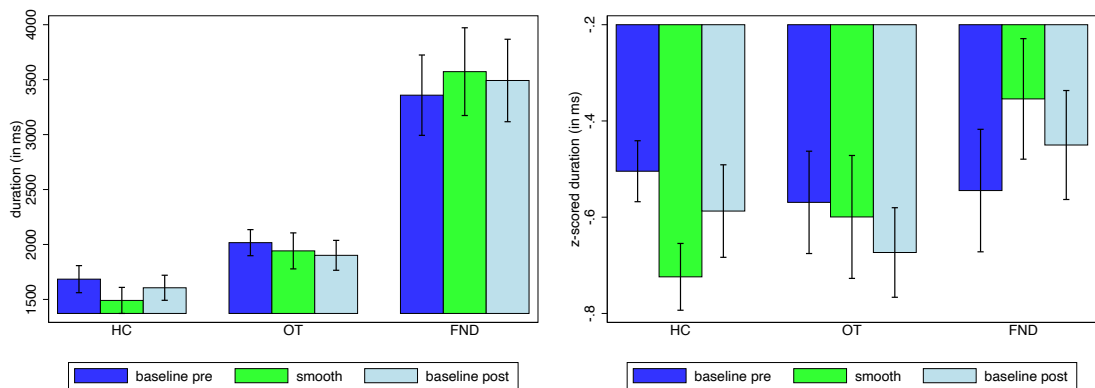 duration (in ms)
4000
3500
3000
2500
2000
1500
HC OT FND
baseline pre smooth baseline post
z-scored duration (in ms)
-.2
-.4
-.6
-.8
HC OT FND
baseline pre smooth baseline post